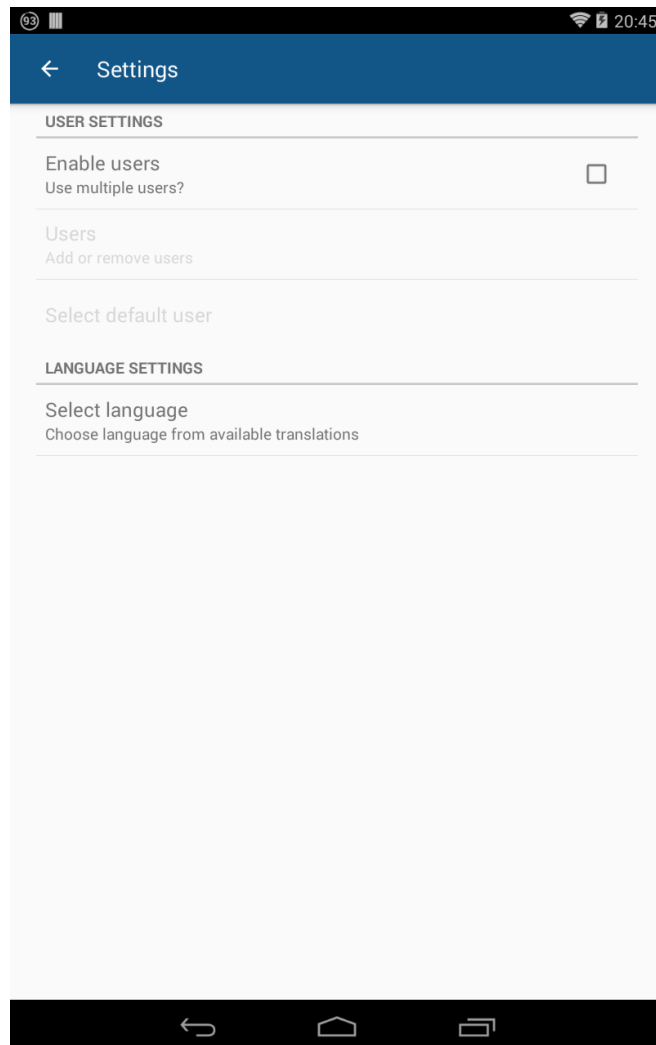 93 20:45
Settings
USER SETTINGS
Enable users
Use multiple users?
Users
Add or remove users
Select default user
LANGUAGE SETTINGS
Select language
Choose language from available translations